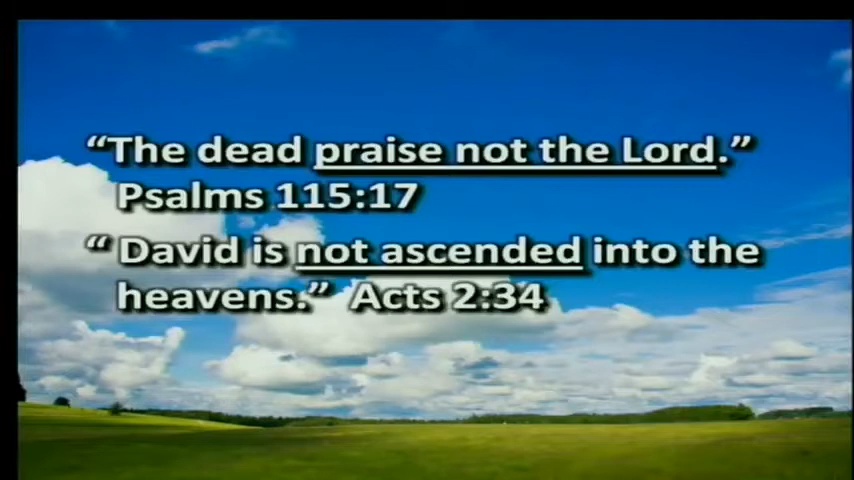 “The dead praise not the Lord.”
Psalms 115:17
“ David is not ascended into the
heavens.”  Acts 2:34